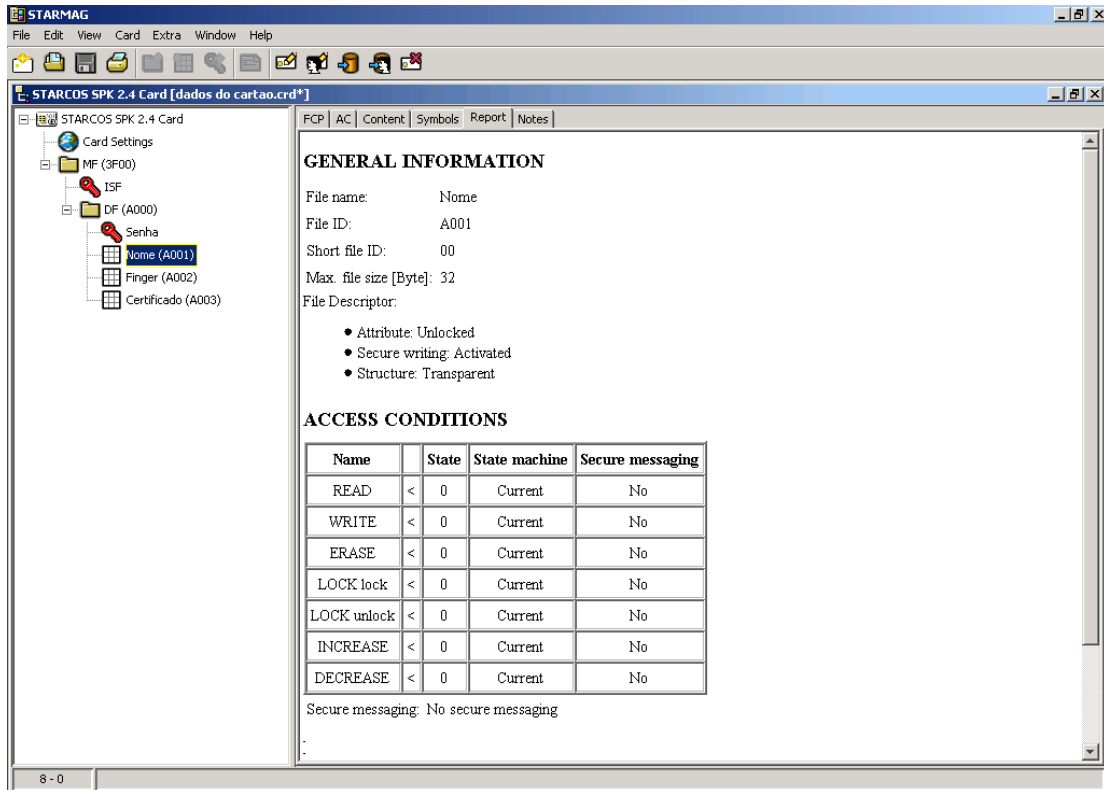 STARMAG
File Edit View Card Extra Window Help
STARCOS SPK 2.4 Card [dados do cartao.crd*]
STARCOS SPK 2.4 Card
Card Settings
MF (3F00)
ISF
DF (A000)
Senha
Nome (A001)
Finger (A002)
Certificado (A003)
FCP AC Content Symbols Report Notes
GENERAL INFORMATION
File name: Nome
File ID: A001
Short file ID: 00
Max. file size [Byte]: 32
File Descriptor:
Attribute: Unlocked
Secure writing: Activated
Structure: Transparent
ACCESS CONDITIONS
Name State State machine Secure messaging
READ < 0 Current No
WRITE < 0 Current No
ERASE < 0 Current No
LOCK lock < 0 Current No
LOCK unlock < 0 Current No
INCREASE < 0 Current No
DECREASE < 0 Current No
Secure messaging: No secure messaging
8 - 0